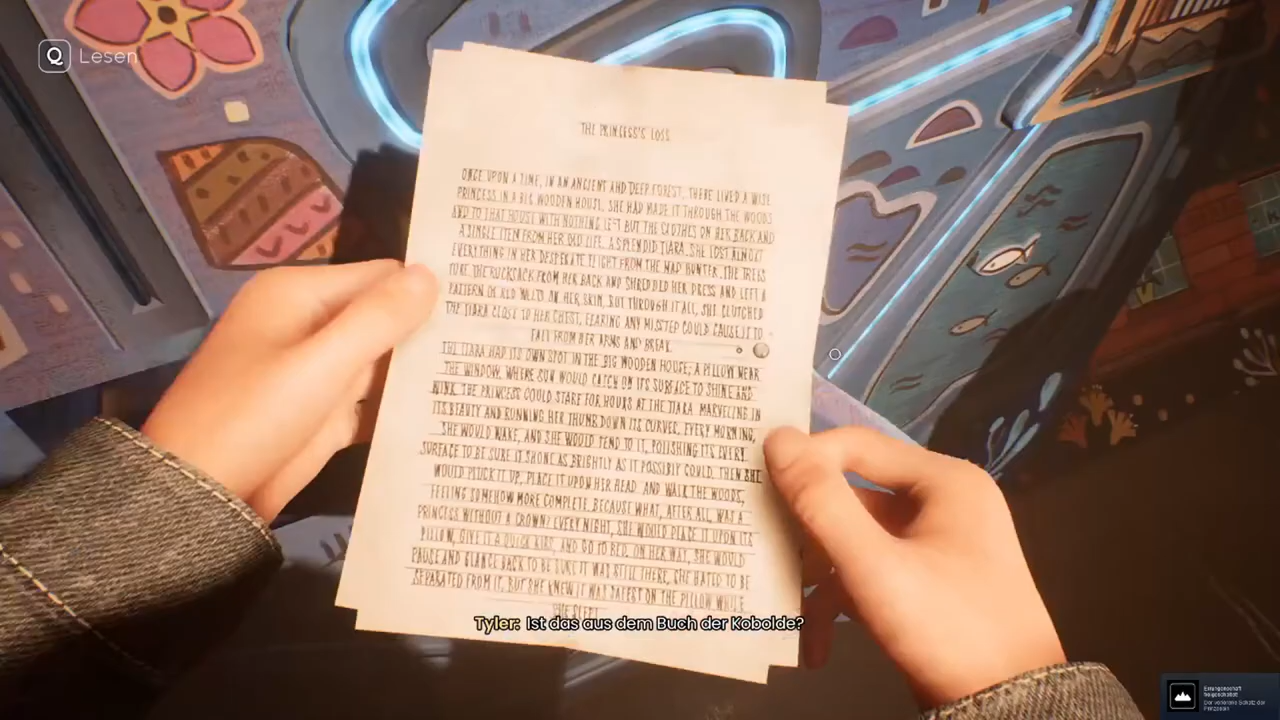 Q Lesen
THE PRINCESS'S LOSS
ONCE UPON A TIME, IN AN ANCIENT AND DEEP FOREST, THERE LIVED A WISE
PRINCESS IN A BIG WOODEN HOUSE. SHE HAD MADE IT THROUGH THE WOODS
AND TO THAT HOUSE WITH NOTHING LEFT BUT THE CLOTHES ON HER BACK AND
A SINGLE ITEM FROM HER OLD LIFE, A SPLENDID TIARA. SHE LOST ALMOST
EVERYTHING IN HER DESPERATE FLIGHT FROM THE MAD HUNTER. THE TREES
TORE THE RUCKSACK FROM HER BACK AND SHREDDED HER DRESS AND LEFT A
PATTERN OF RED WELTS ON HER SKIN, BUT THROUGH IT ALL, SHE CLUTCHED
THE TIARA CLOSE TO HER CHEST, FEARING ANY MISSTEP COULD CAUSE IT TO
FALL FROM HER ARMS AND BREAK.
THE TIARA HAD ITS OWN SPOT IN THE BIG WOODEN HOUSE; A PILLOW NEAR
THE WINDOW, WHERE SUN WOULD CATCH ON ITS SURFACE TO SHINE AND
WINK. THE PRINCESS COULD STARE FOR HOURS AT THE TIARA, MARVELING IN
ITS BEAUTY AND RUNNING HER THUMB DOWN ITS CURVES. EVERY MORNING,
SHE WOULD WAKE, AND SHE WOULD TEND TO IT, POLISHING ITS EVERY
SURFACE TO BE SURE IT SHONE AS BRIGHTLY AS IT POSSIBLY COULD. THEN SHE
WOULD PLUCK IT UP, PLACE IT UPON HER HEAD, AND WALK THE WOODS,
FEELING SOMEHOW MORE COMPLETE. BECAUSE WHAT, AFTER ALL, WAS A
PRINCESS WITHOUT A CROWN? EVERY NIGHT, SHE WOULD PLACE IT UPON ITS
PILLOW, GIVE IT A QUICK KISS, AND GO TO BED. ON HER WAY, SHE WOULD
PAUSE AND GLANCE BACK TO BE SURE IT WAS STILL THERE. SHE HATED TO BE
SEPARATED FROM IT, BUT SHE KNEW IT WAS SAFEST ON THE PILLOW WHILE
SHE SLEPT.
Tyler: Ist das aus dem Buch der Kobolde?
Errungenschaft
freigeschaltet!
Der verlorene Schatz der
Prinzessin